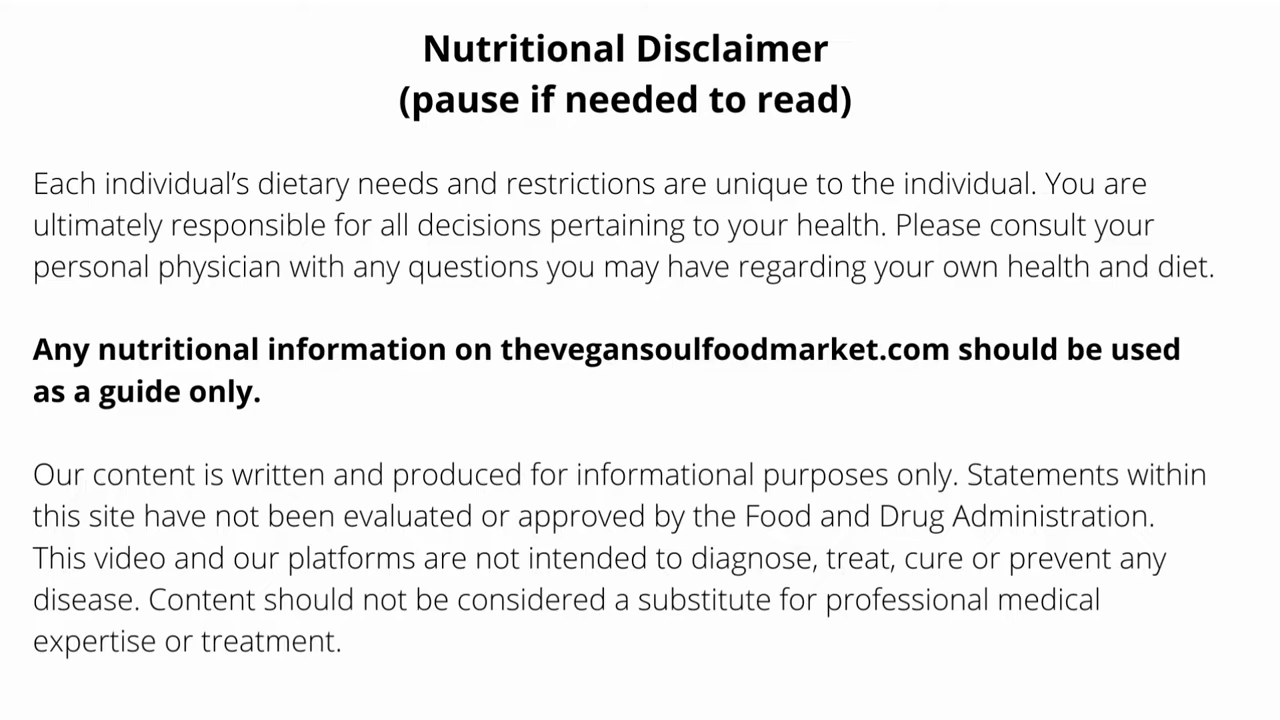 Nutritional Disclaimer
(pause if needed to read)
Each individual’s dietary needs and restrictions are unique to the individual. You are
ultimately responsible for all decisions pertaining to your health. Please consult your
personal physician with any questions you may have regarding your own health and diet.
Any nutritional information on thevegansoulfoodmarket.com should be used
as a guide only.
Our content is written and produced for informational purposes only. Statements within
this site have not been evaluated or approved by the Food and Drug Administration.
This video and our platforms are not intended to diagnose, treat, cure or prevent any
disease. Content should not be considered a substitute for professional medical
expertise or treatment.